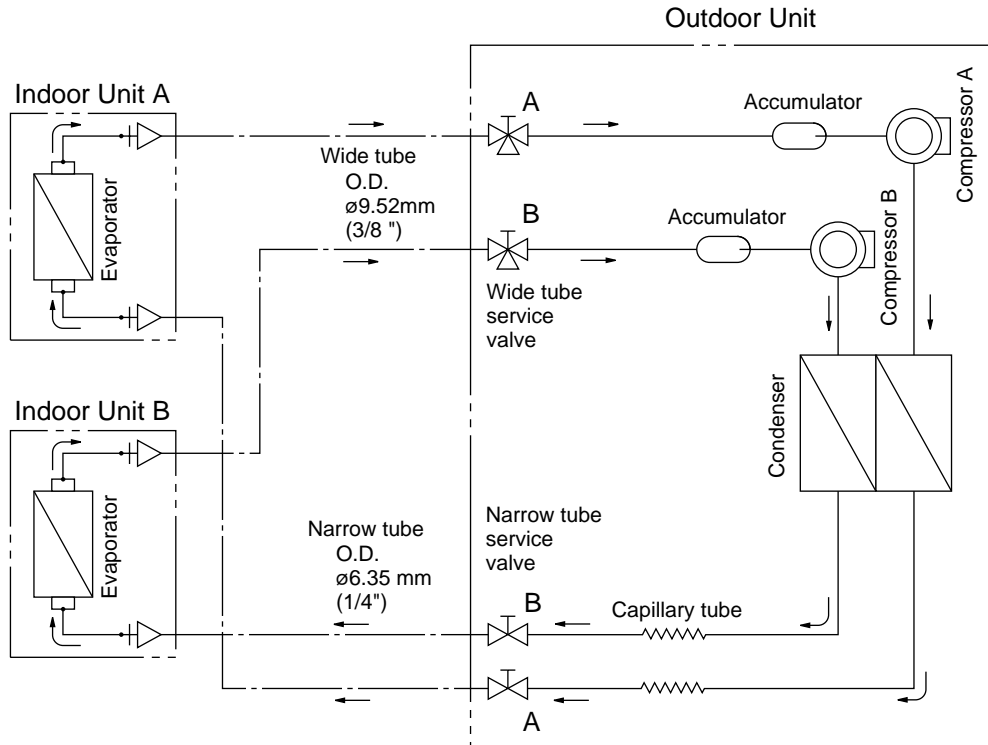 Outdoor Unit
Indoor Unit A
A
Accumulator
Compressor A
Wide tube
O.D.
ø9.52mm
(3/8 ")
Evaporator
B
Accumulator
Compressor B
Wide tube
service
valve
Condenser
Indoor Unit B
Evaporator
Narrow tube
O.D.
ø6.35 mm
(1/4")
Narrow tube
service
valve
B
Capillary tube
A